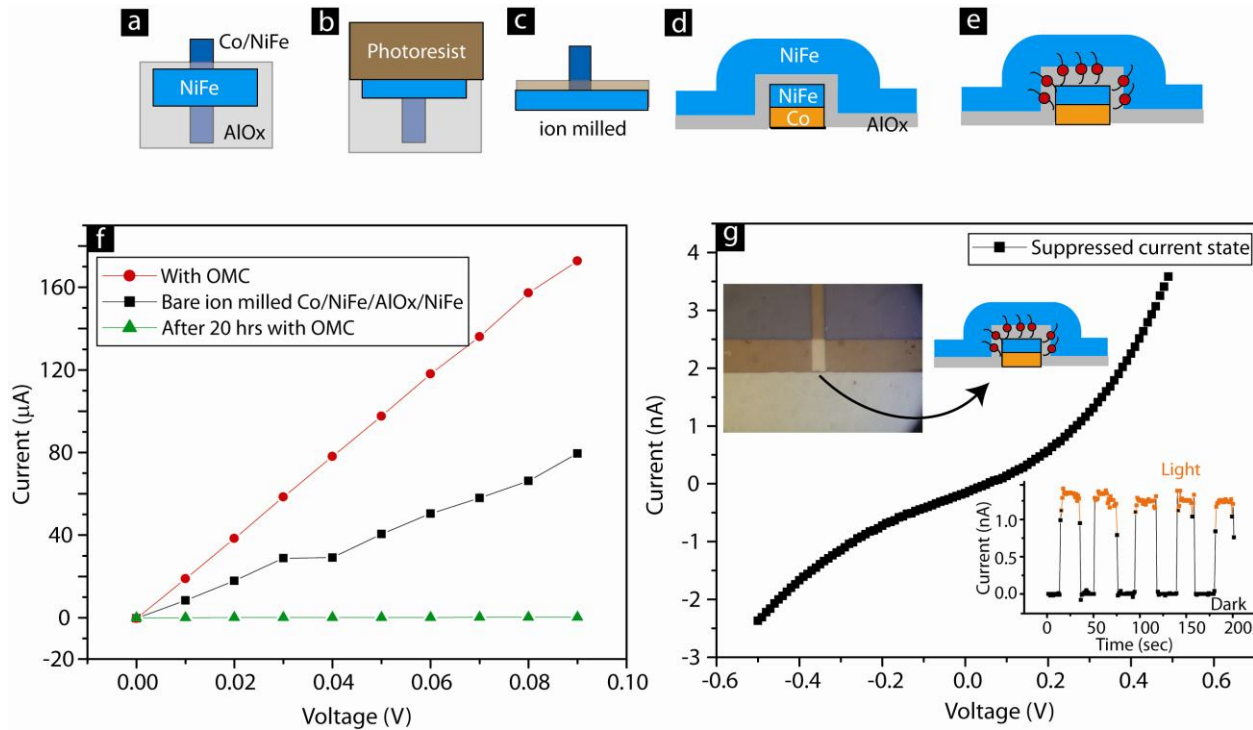 a
Co/NiFe
NiFe
AlOx
b
Photoresist
c
ion milled
d
NiFe
NiFe
Co
AlOx
e
f
With OMC
Bare ion milled Co/NiFe/AlOx/NiFe
After 20 hrs with OMC
160
120
80
40
0
-20
Current (μA)
0.00
0.02
0.04
0.06
0.08
0.10
Voltage (V)
g
Suppressed current state
4
3
2
1
0
-1
-2
-3
Current (nA)
-0.6
-0.4
-0.2
0.0
0.2
0.4
0.6
Voltage (V)
Light
1.0
0.5
0.0
Current (nA)
Dark
0
50
100
150
200
Time (sec)